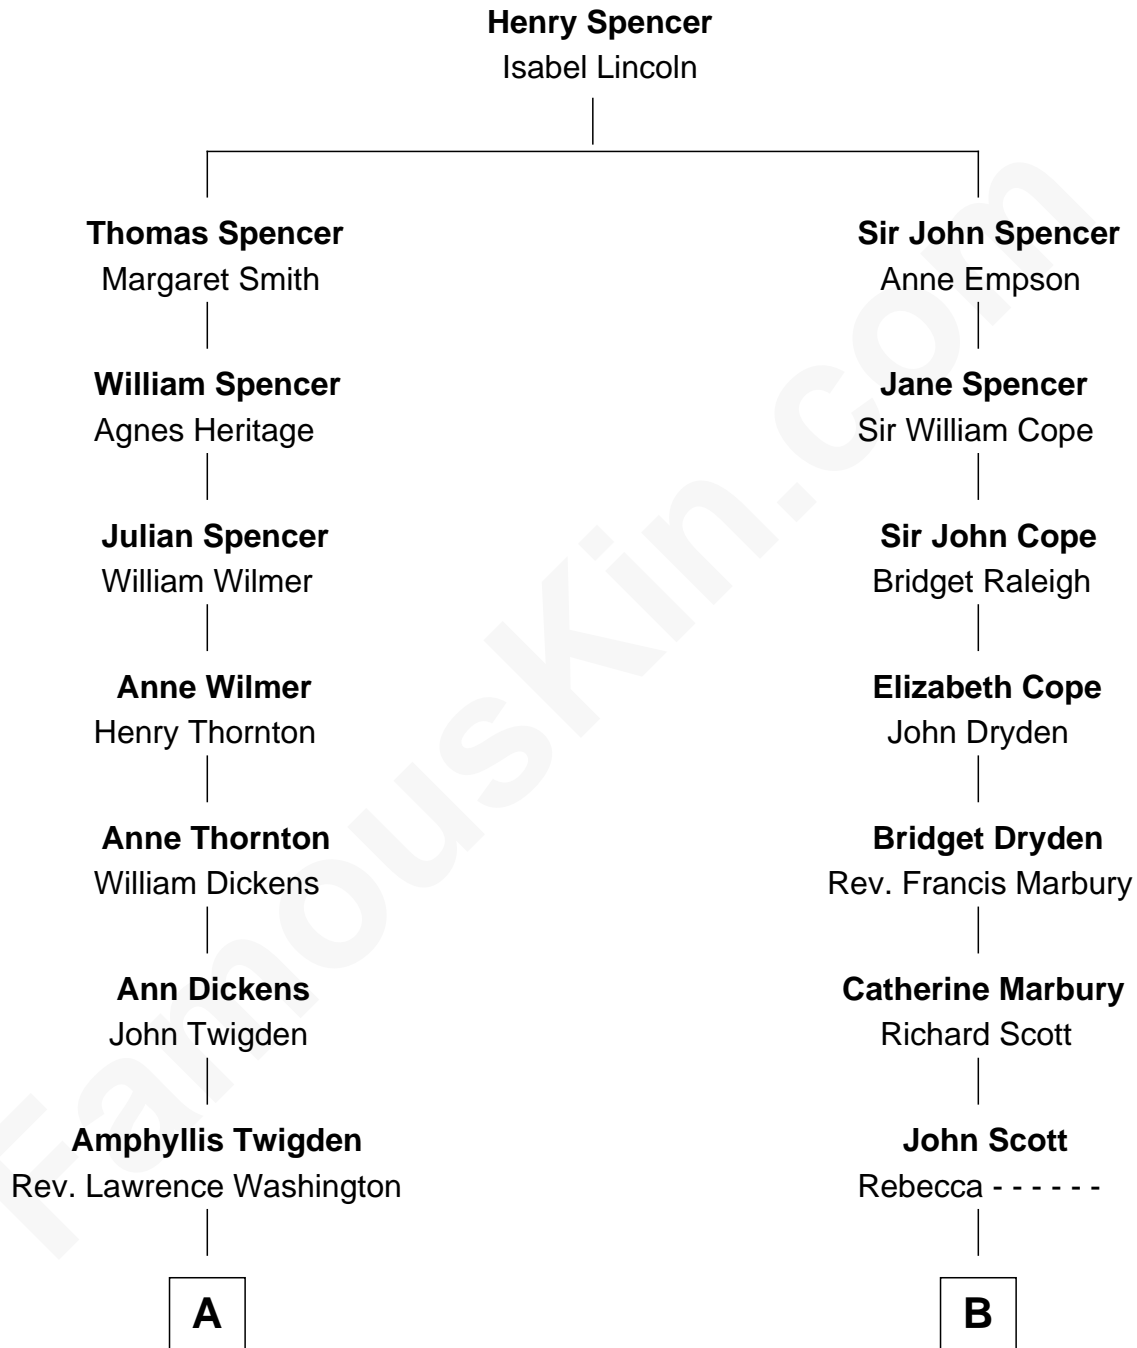 Henry Spencer
Isabel Lincoln
Thomas Spencer
Margaret Smith
William Spencer
Agnes Heritage
Julian Spencer
William Wilmer
Anne Wilmer
Henry Thornton
Anne Thornton
William Dickens
Ann Dickens
John Twigden
Amphyllis Twigden
Rev. Lawrence Washington
A
Sir John Spencer
Anne Empson
Jane Spencer
Sir William Cope
Sir John Cope
Bridget Raleigh
Elizabeth Cope
John Dryden
Bridget Dryden
Rev. Francis Marbury
Catherine Marbury
Richard Scott
John Scott
Rebecca - - - - - -
B
FamousKin.com